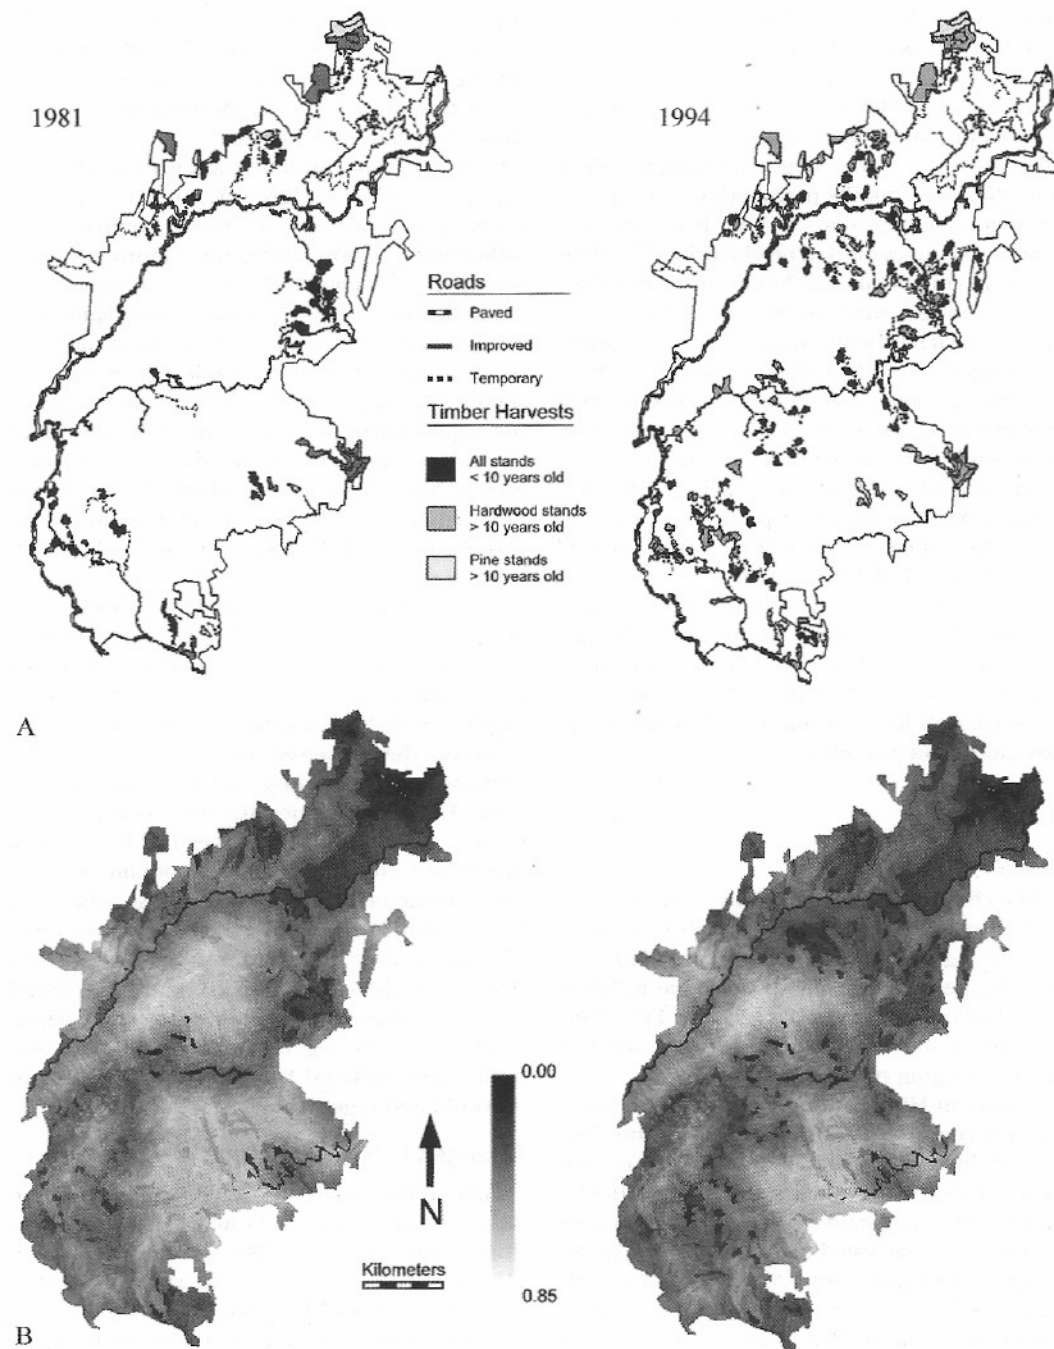 1981
1994
Roads
Paved
Improved
Temporary
Timber Harvests
All stands
< 10 years old
Hardwood stands
> 10 years old
Pine stands
> 10 years old
A
0.00
N
Kilometers
0.85
B